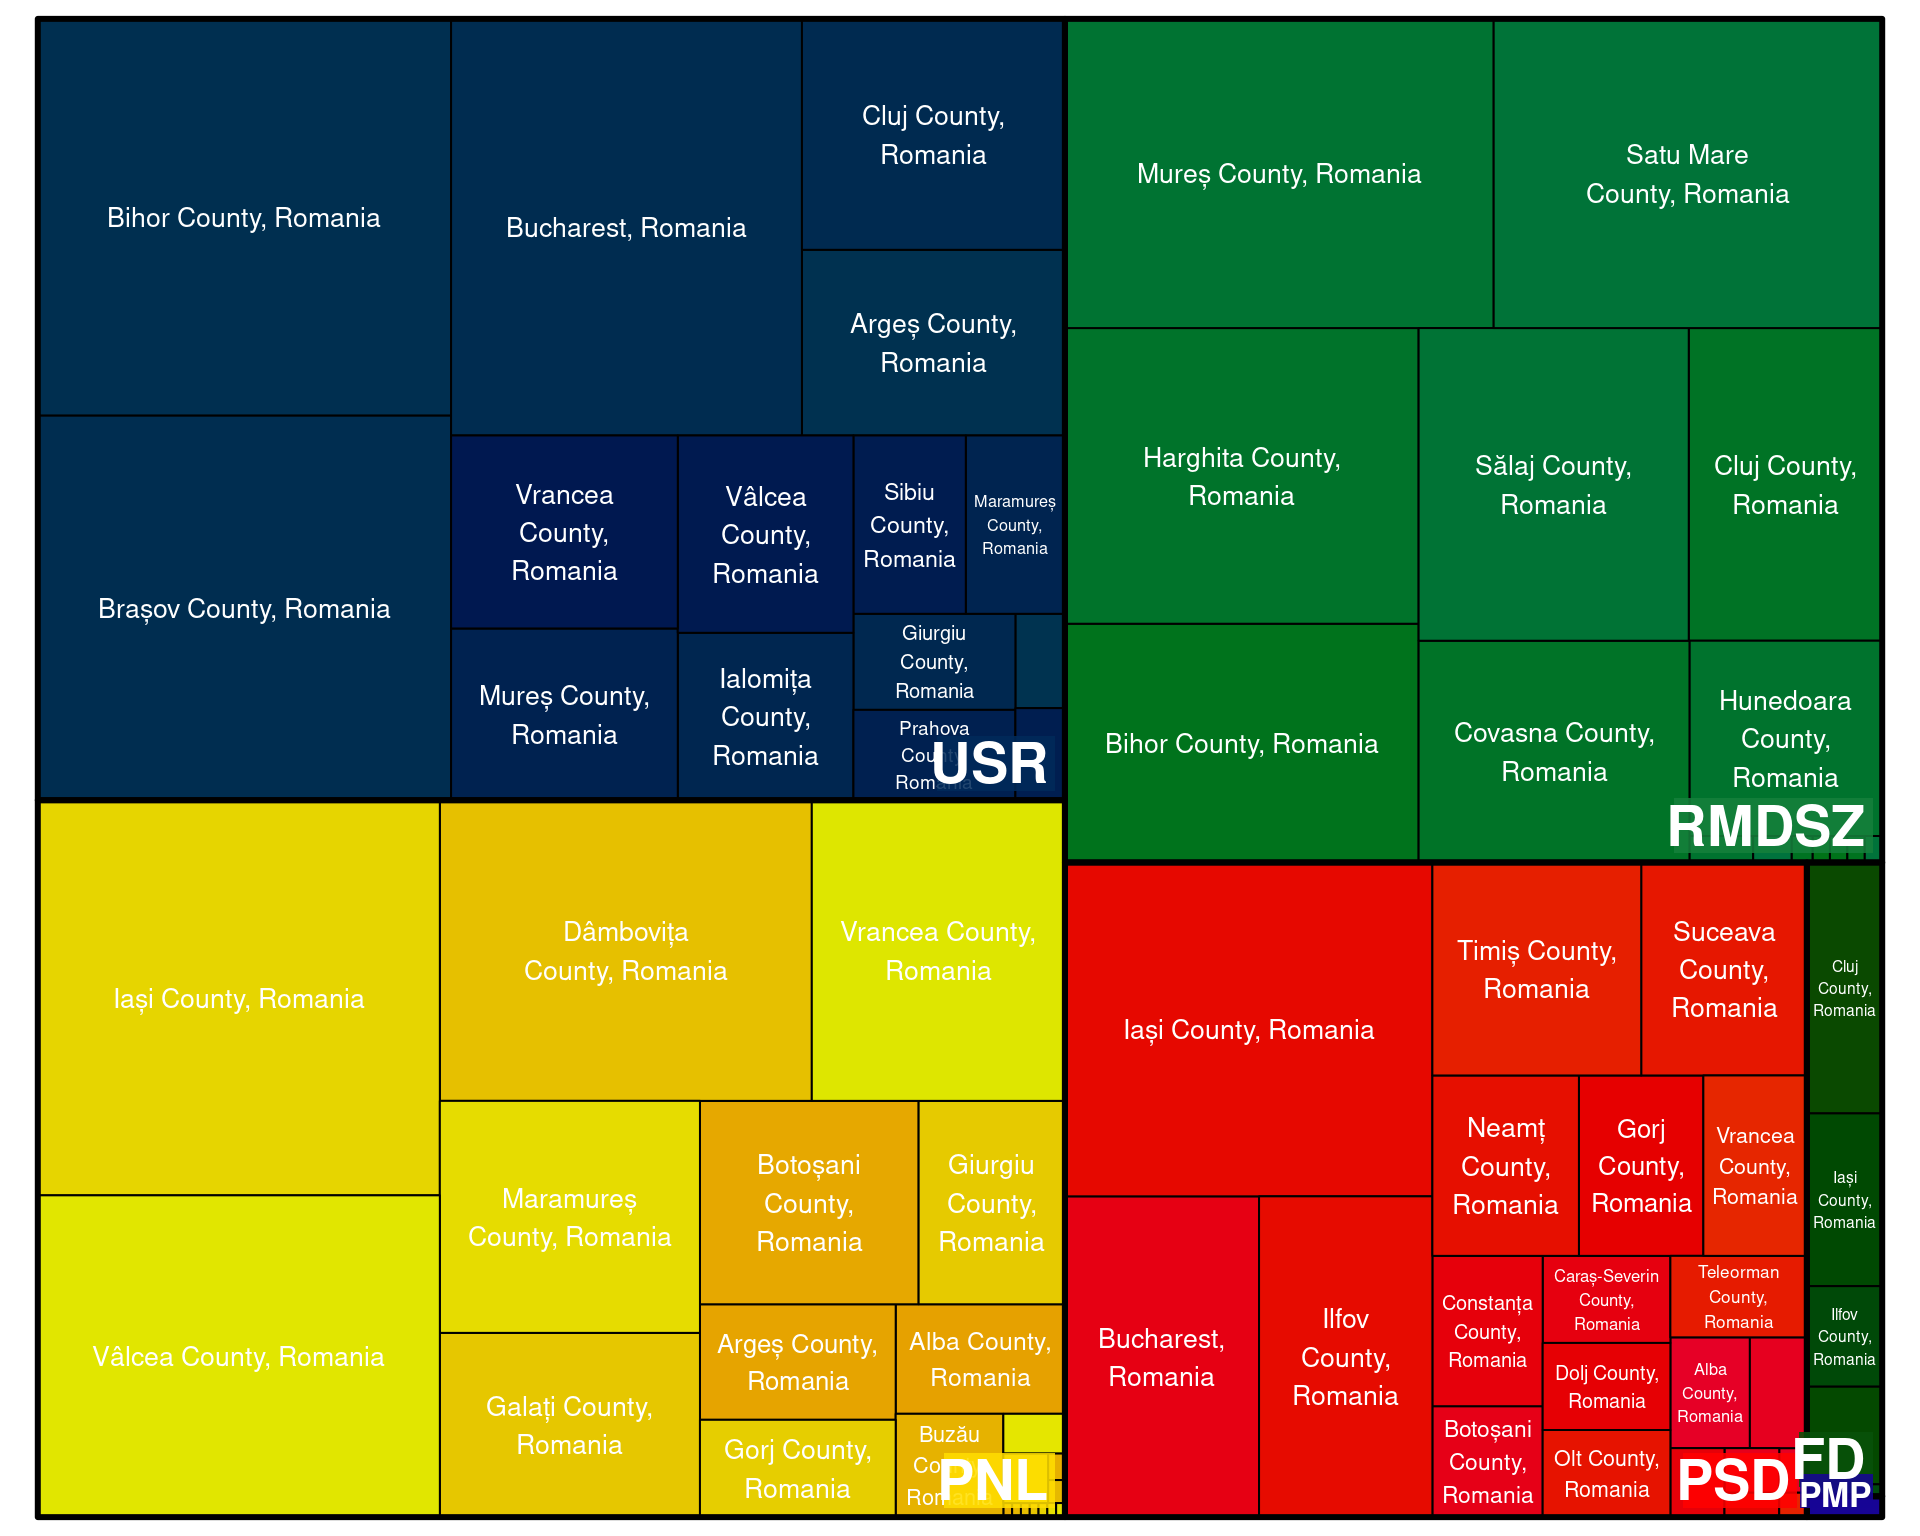 Bihor County, Romania
Bucharest, Romania
Cluj County,
Romania
Argeș County,
Romania
Brașov County, Romania
Vrancea
County,
Romania
Vâlcea
County,
Romania
Sibiu
County,
Romania
Maramureș
County,
Romania
Mureș County,
Romania
Ialomița
County,
Romania
Giurgiu
County,
Romania
Prahova
County,
Romania
USR
Mureș County, Romania
Satu Mare
County, Romania
Harghita County,
Romania
Sălaj County,
Romania
Cluj County,
Romania
Bihor County, Romania
Covasna County,
Romania
Hunedoara
County,
Romania
RMDSZ
Iași County, Romania
Dâmbovița
County, Romania
Vrancea County,
Romania
Vâlcea County, Romania
Maramureș
County, Romania
Botoșani
County,
Romania
Giurgiu
County,
Romania
Galați County,
Romania
Argeș County,
Romania
Alba County,
Romania
Gorj County,
Romania
Buzău
Romania
PNL
Iași County, Romania
Timiș County,
Romania
Suceava
County,
Romania
Neamț
County,
Romania
Gorj
County,
Romania
Vrancea
County,
Romania
Bucharest,
Romania
Ilfov
County,
Romania
Constanța
County,
Romania
Caraș-Severin
County,
Romania
Teleorman
County,
Romania
Dolj County,
Romania
Alba
County,
Romania
Botoșani
County,
Romania
Olt County,
Romania
PSD
Cluj
County,
Romania
Iași
County,
Romania
Ilfov
County,
Romania
FD
PMP